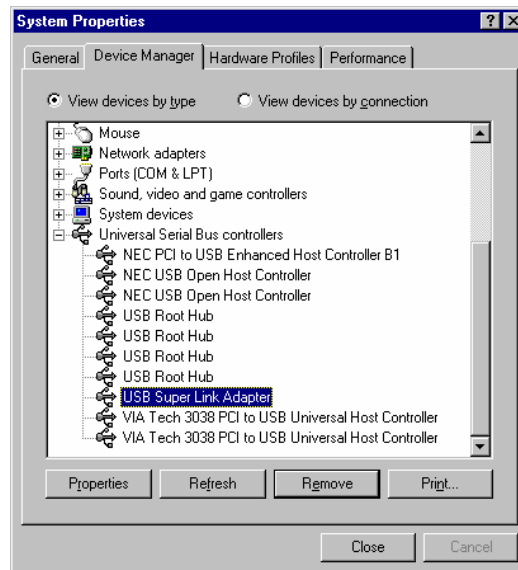 System Properties
General Device Manager Hardware Profiles Performance
View devices by type View devices by connection
Mouse
Network adapters
Ports (COM & LPT)
Sound, video and game controllers
System devices
Universal Serial Bus controllers
NEC PCI to USB Enhanced Host Controller B1
NEC USB Open Host Controller
NEC USB Open Host Controller
USB Root Hub
USB Root Hub
USB Root Hub
USB Root Hub
USB Super Link Adapter
VIA Tech 3038 PCI to USB Universal Host Controller
VIA Tech 3038 PCI to USB Universal Host Controller
Properties Refresh Remove Print...
Close Cancel